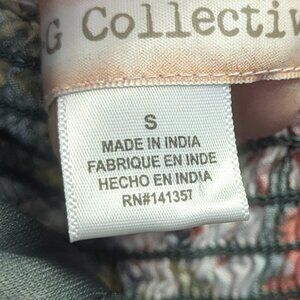 G Collectiv
S
MADE IN INDIA
FABRIQUE EN INDE
HECHO EN INDIA
RN#141357